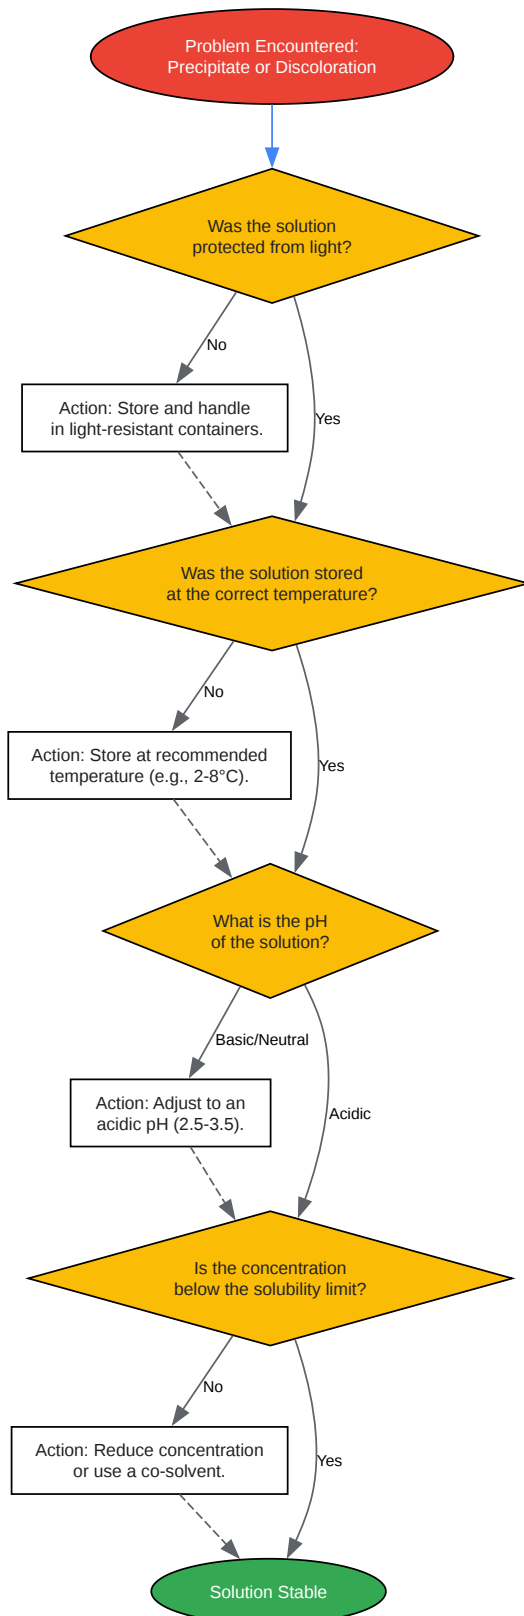 Problem Encountered:
Precipitate or Discoloration
Was the solution
protected from light?
No
Yes
Action: Store and handle
in light-resistant containers.
Was the solution stored
at the correct temperature?
No
Yes
Action: Store at recommended
temperature (e.g., 2-8°C).
What is the pH
of the solution?
Basic/Neutral
Acidic
Action: Adjust to an
acidic pH (2.5-3.5).
Is the concentration
below the solubility limit?
No
Yes
Action: Reduce concentration
or use a co-solvent.
Solution Stable